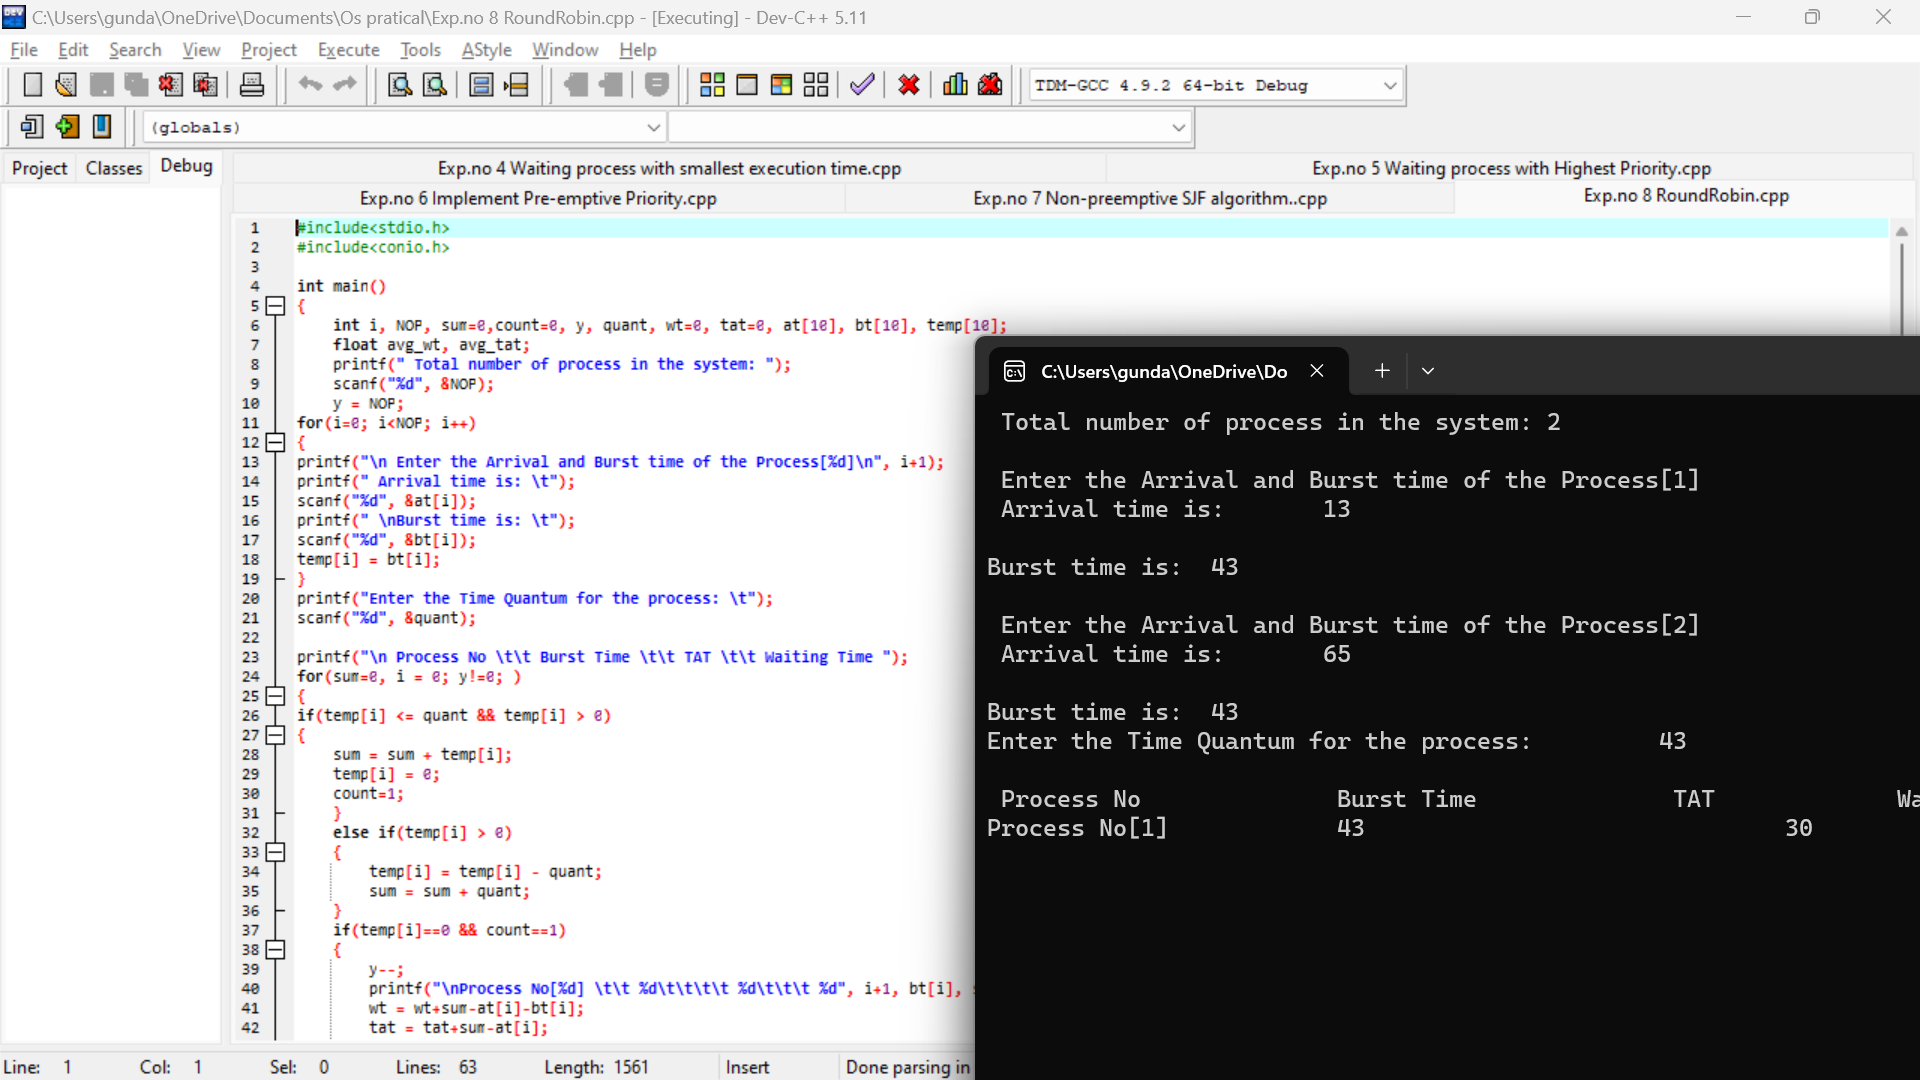 C:\Users\gunda\OneDrive\Documents\Os pratical\Exp.no 8 RoundRobin.cpp - [Executing] - Dev-C++ 5.11
File Edit Search View Project Execute Tools AStyle Window Help
TDM-GCC 4.9.2 64-bit Debug
(globals)
Project Classes Debug
Exp.no 4 Waiting process with smallest execution time.cpp Exp.no 5 Waiting process with Highest Priority.cpp
Exp.no 6 Implement Pre-emptive Priority.cpp Exp.no 7 Non-preemptive SJF algorithm..cpp Exp.no 8 RoundRobin.cpp
1 #include<stdio.h>
2 #include<conio.h>
3
4 int main()
5 {
6 int i, NOP, sum=0,count=0, y, quant, wt=0, tat=0, at[10], bt[10], temp[10];
7 float avg_wt, avg_tat;
8 printf(" Total number of process in the system: ");
9 scanf("%d", &NOP);
10 y = NOP;
11 for(i=0; i<NOP; i++)
12 {
13 printf("\n Enter the Arrival and Burst time of the Process[%d]\n", i+1);
14 printf(" Arrival time is: \t");
15 scanf("%d", &at[i]);
16 printf(" \nBurst time is: \t");
17 scanf("%d", &bt[i]);
18 temp[i] = bt[i];
19 }
20 printf("Enter the Time Quantum for the process: \t");
21 scanf("%d", &quant);
22
23 printf("\n Process No \t\t Burst Time \t\t TAT \t\t Waiting Time ");
24 for(sum=0, i = 0; y!=0; )
25 {
26 if(temp[i] <= quant && temp[i] > 0)
27 {
28 sum = sum + temp[i];
29 temp[i] = 0;
30 count=1;
31 }
32 else if(temp[i] > 0)
33 {
34 temp[i] = temp[i] - quant;
35 sum = sum + quant;
36 }
37 if(temp[i]==0 && count==1)
38 {
39 y--;
40 printf("\nProcess No[%d] \t\t %d\t\t\t\t %d\t\t\t %d", i+1, bt[i],
41 wt = wt+sum-at[i]-bt[i];
42 tat = tat+sum-at[i];
C:\Users\gunda\OneDrive\Do
Total number of process in the system: 2
Enter the Arrival and Burst time of the Process[1]
Arrival time is: 13
Burst time is: 43
Enter the Arrival and Burst time of the Process[2]
Arrival time is: 65
Burst time is: 43
Enter the Time Quantum for the process: 43
Process No Burst Time TAT Wa
Process No[1] 43 30
Line: 1 Col: 1 Sel: 0 Lines: 63 Length: 1561 Insert Done parsing in